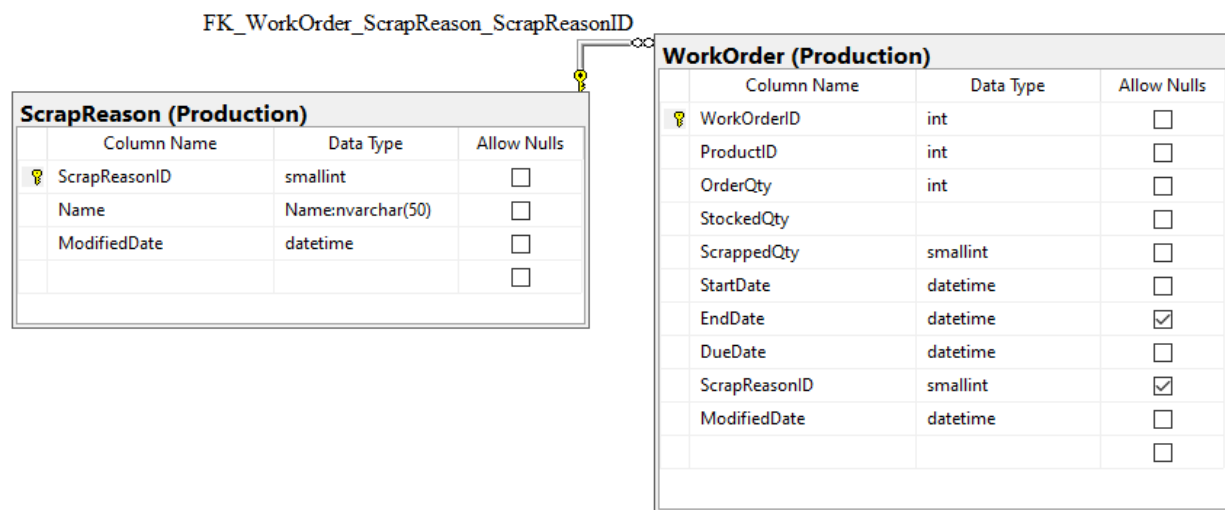 FK_WorkOrder_ScrapReason_ScrapReasonID
ScrapReason (Production)
Column Name Data Type Allow Nulls
ScrapReasonID smallint
Name Name:nvarchar(50)
ModifiedDate datetime
WorkOrder (Production)
Column Name Data Type Allow Nulls
WorkOrderID int
ProductID int
OrderQty int
StockedQty
ScrappedQty smallint
StartDate datetime
EndDate datetime
DueDate datetime
ScrapReasonID smallint
ModifiedDate datetime